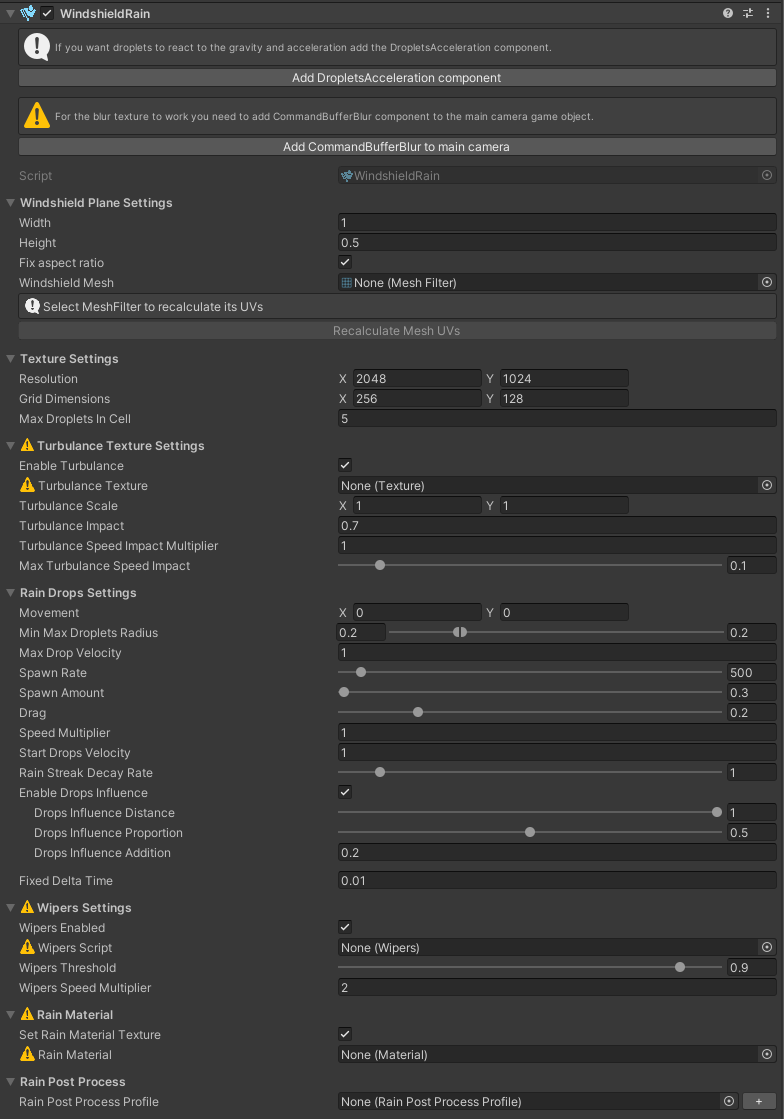 WindshieldRain
If you want droplets to react to the gravity and acceleration add the DropletsAcceleration component.
Add DropletsAcceleration component
For the blur texture to work you need to add CommandBufferBlur component to the main camera game object.
Add CommandBufferBlur to main camera
Script WindshieldRain
Windshield Plane Settings
Width 1
Height 0.5
Fix aspect ratio
Windshield Mesh None (Mesh Filter)
Select MeshFilter to recalculate its UVs
Recalculate Mesh UVs
Texture Settings
Resolution X 2048 Y 1024
Grid Dimensions X 256 Y 128
Max Droplets In Cell 5
Turbulance Texture Settings
Enable Turbulance
Turbulance Texture None (Texture)
Turbulance Scale X 1 Y 1
Turbulance Impact 0.7
Turbulance Speed Impact Multiplier 1
Max Turbulance Speed Impact 0.1
Rain Drops Settings
Movement X 0 Y 0
Min Max Droplets Radius 0.2 0.2
Max Drop Velocity 1
Spawn Rate 500
Spawn Amount 0.3
Drag 0.2
Speed Multiplier 1
Start Drops Velocity 1
Rain Streak Decay Rate 1
Enable Drops Influence
Drops Influence Distance 1
Drops Influence Proportion 0.5
Drops Influence Addition 0.2
Fixed Delta Time 0.01
Wipers Settings
Wipers Enabled
Wipers Script None (Wipers)
Wipers Threshold 0.9
Wipers Speed Multiplier 2
Rain Material
Set Rain Material Texture
Rain Material None (Material)
Rain Post Process
Rain Post Process Profile None (Rain Post Process Profile) +